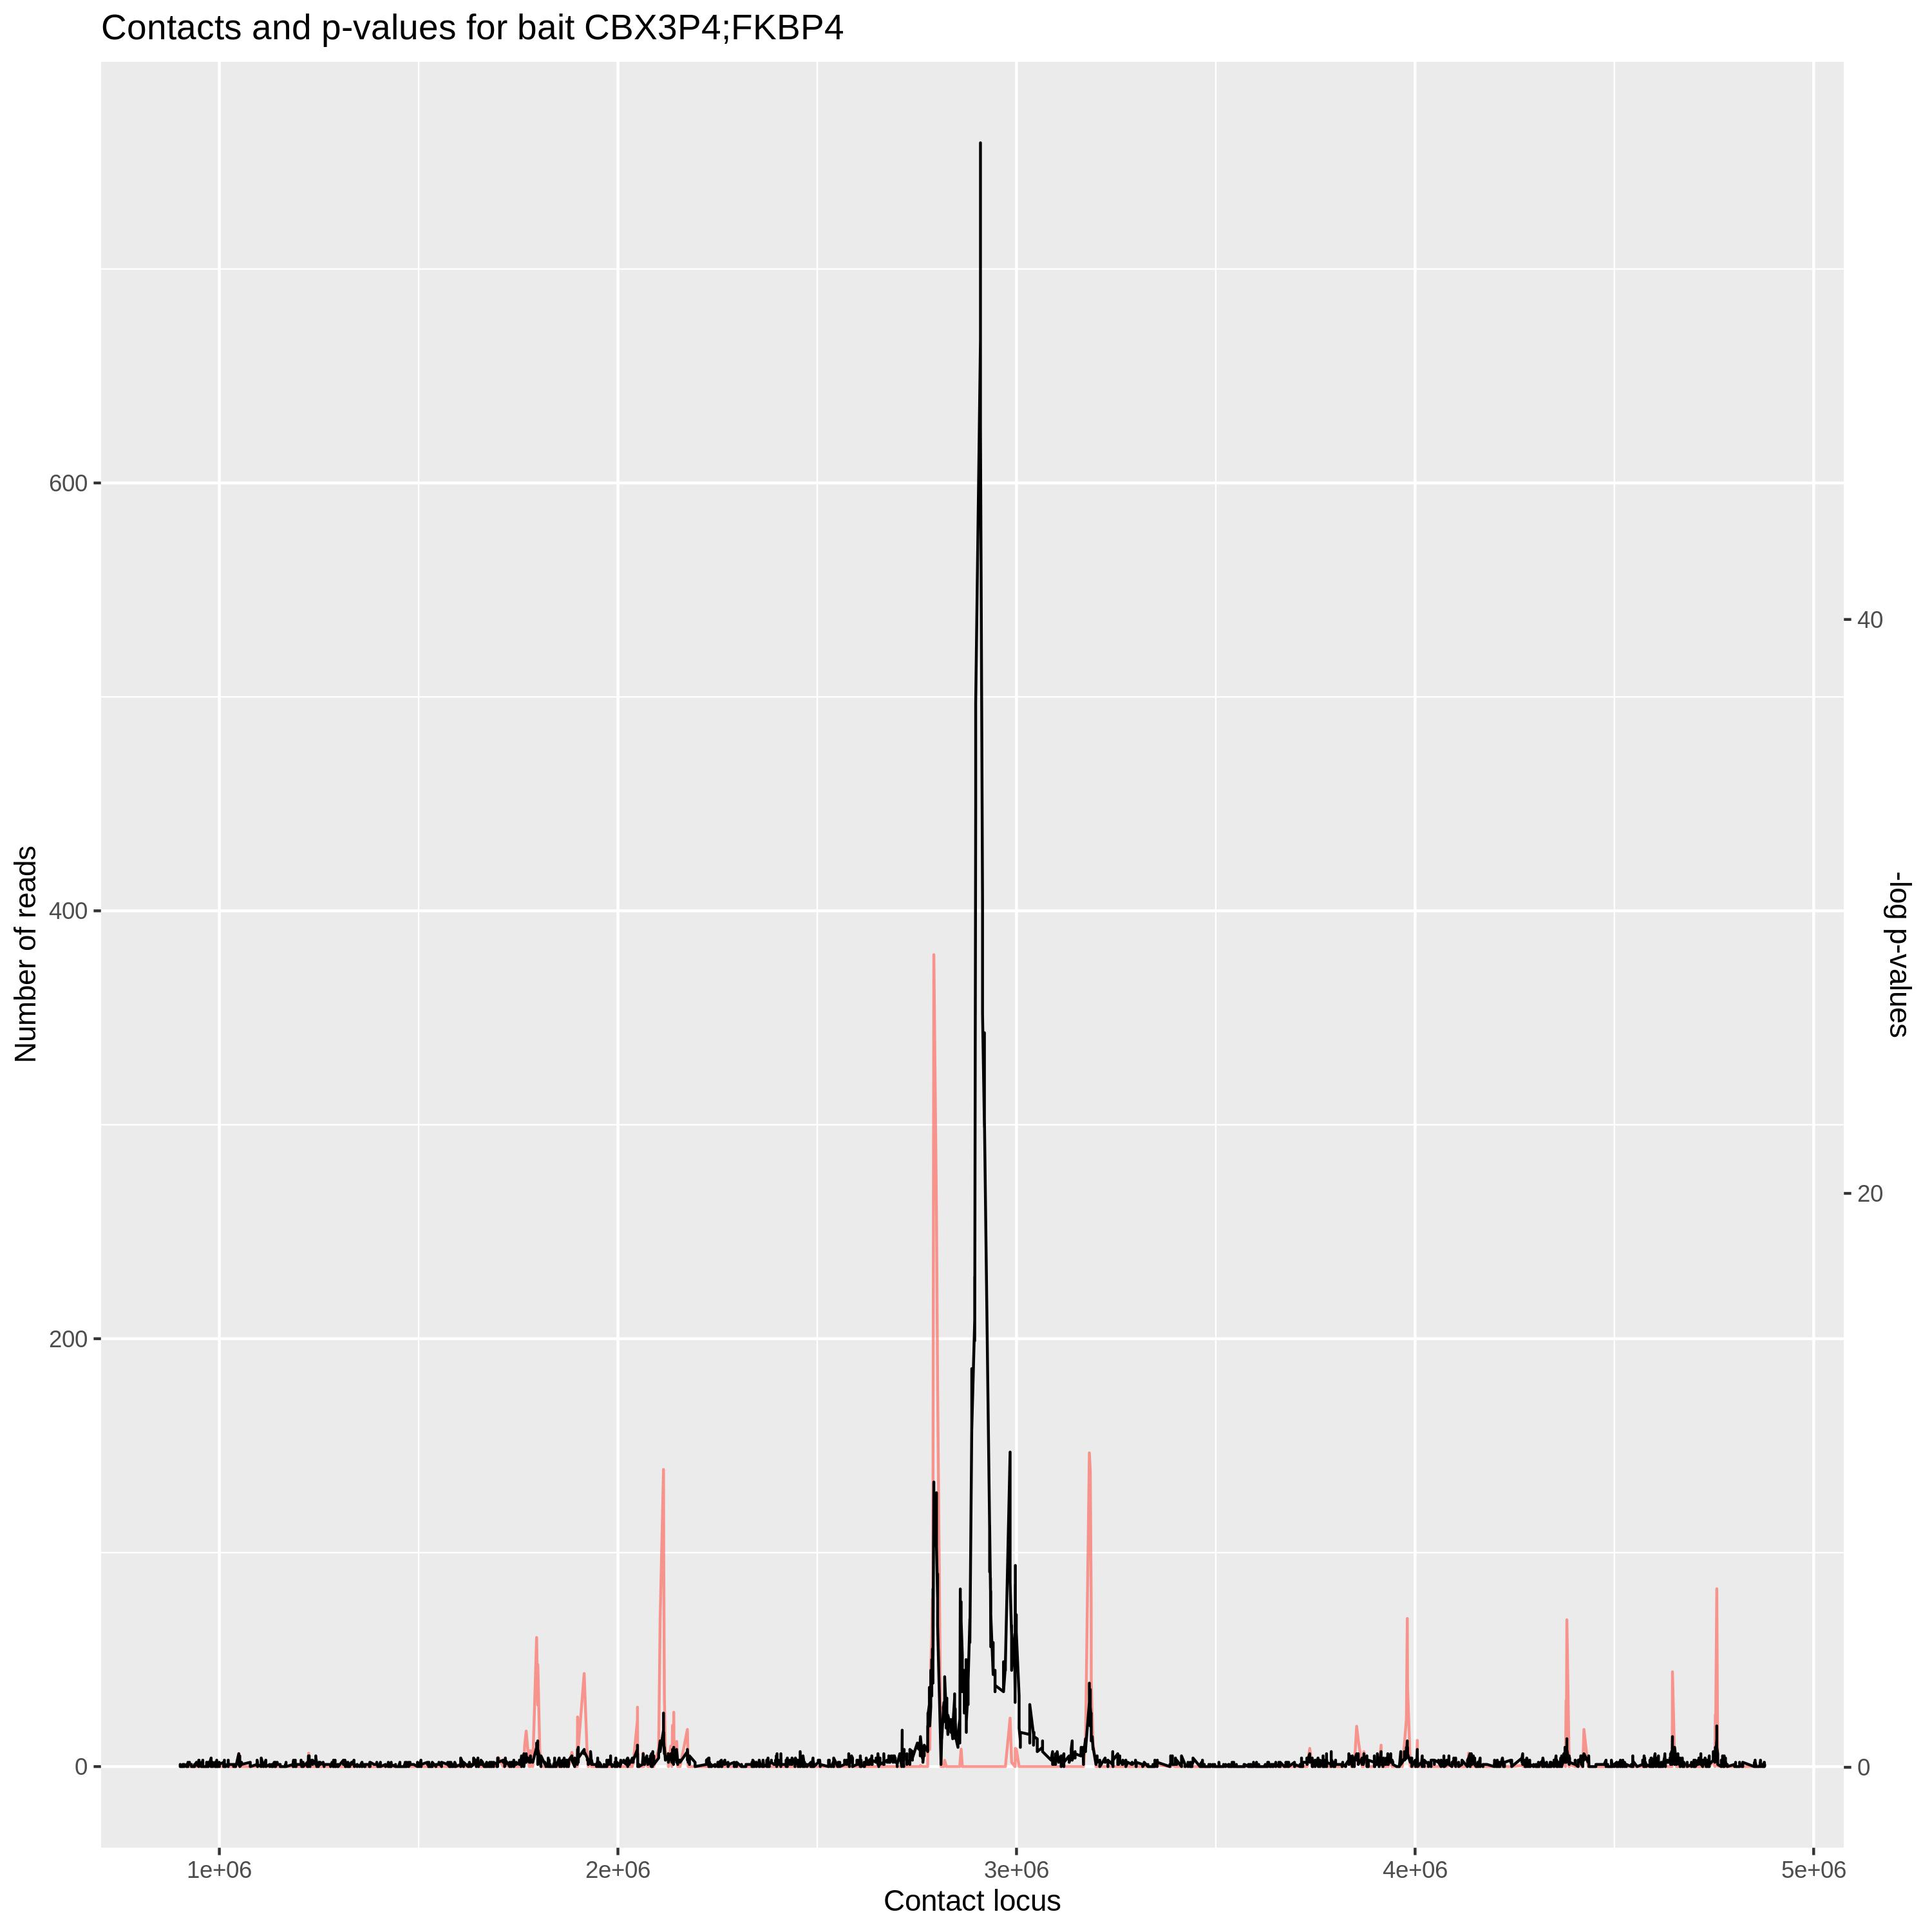 Contacts and p-values for bait CBX3P4;FKBP4
Number of reads
600
400
200
0
40
20
0
-log p-values
1e+06
2e+06
3e+06
4e+06
5e+06
Contact locus